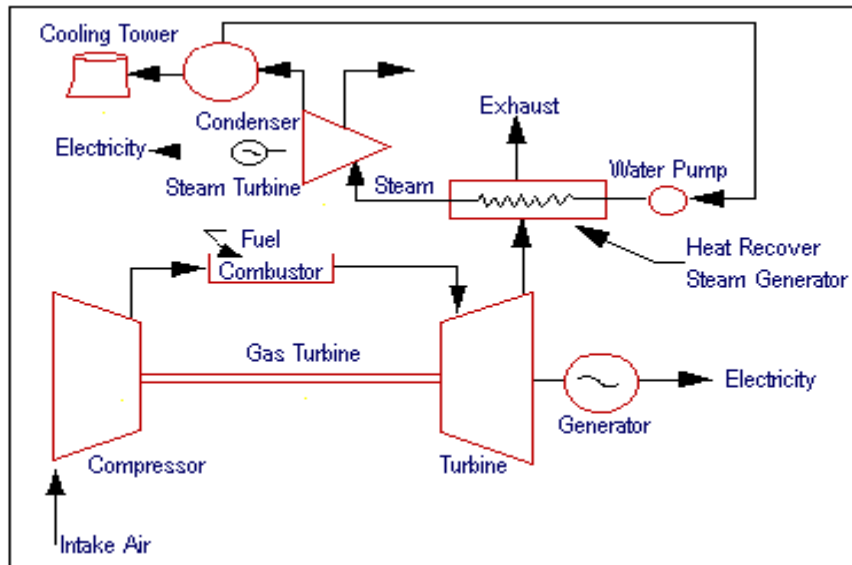 Cooling Tower
Condenser
Exhaust
Electricity
Water Pump
Steam Turbine
Steam
Fuel
Combustor
Heat Recover
Steam Generator
Gas Turbine
Electricity
Generator
Compressor
Turbine
Intake Air